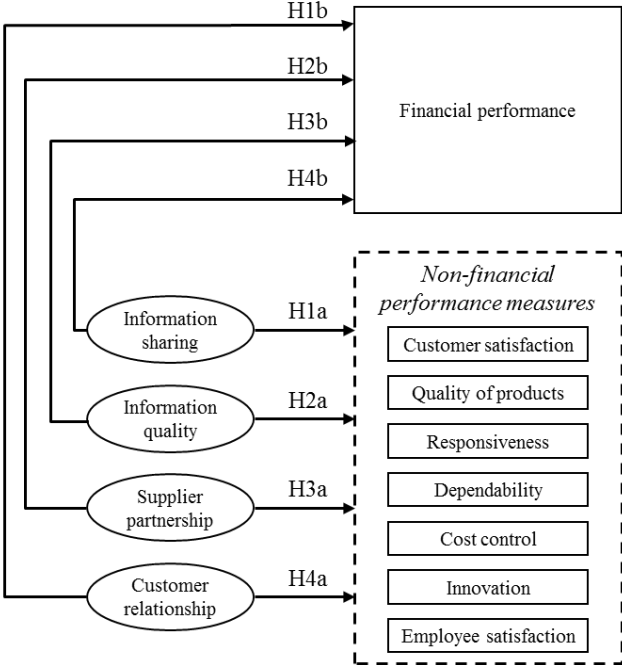 H1b
H2b
H3b
H4b
Financial performance
Information
sharing
H1a
Information
quality
H2a
Supplier
partnership
H3a
Customer
relationship
H4a
Non-financial
performance measures
Customer satisfaction
Quality of products
Responsiveness
Dependability
Cost control
Innovation
Employee satisfaction